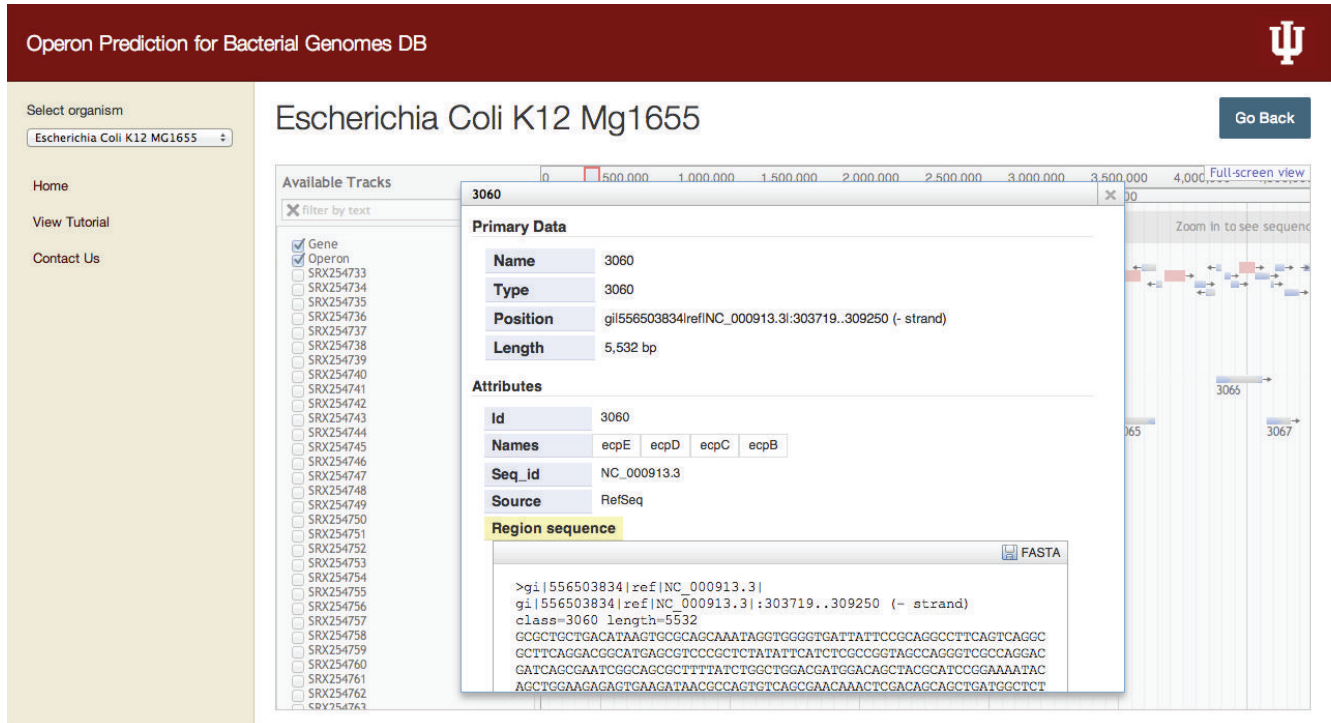 Operon Prediction for Bacterial Genomes DB
Select organism
Escherichia Coli K12 MG1655
Home
View Tutorial
Contact Us
Escherichia Coli K12 Mg1655
Go Back
Available Tracks
filter by text
Gene
Operon
SRX254733
SRX254734
SRX254735
SRX254736
SRX254737
SRX254738
SRX254739
SRX254740
SRX254741
SRX254742
SRX254743
SRX254744
SRX254745
SRX254746
SRX254747
SRX254748
SRX254749
SRX254750
SRX254751
SRX254752
SRX254753
SRX254754
SRX254755
SRX254756
SRX254757
SRX254758
SRX254759
SRX254760
SRX254761
SRX254762
SRX254763
0 500,000 1,000,000 1,500,000 2,000,000 2,500,000 3,000,000 3,500,000
Full-screen view
Zoom in to see sequenc
3065
065
3067
3060
Primary Data
Name 3060
Type 3060
Position gi|556503834|ref|NC_000913.3|:303719..309250 (- strand)
Length 5,532 bp
Attributes
Id 3060
Names ecpE ecpD ecpC ecpB
Seq_id NC_000913.3
Source RefSeq
Region sequence
FASTA
>gi|556503834|ref|NC_000913.3|
gi|556503834|ref|NC_000913.3|:303719..309250 (- strand)
class=3060 length=5532
GCGCTGCTGACATAAGTGCGCAGCAAATAGGTGGGGTGATTATTCCGCAGGCCTTCAGTCAGGC
GCTTCAGGACGGCATGAGCGTCCCGCTCTATATTCATCTCGCCGGTAGCCAGGGTCGCCAGGAC
GATCAGCGAATCGGCAGCGCTTTTATCTGGCTGGACGATGGACAGCTACGCATCCGGAAAATAC
AGCTGGAAGAGAGTGAAGATAACGCCAGTGTCAGCGAACAAACTCGACAGCAGCTGATGGCTCT